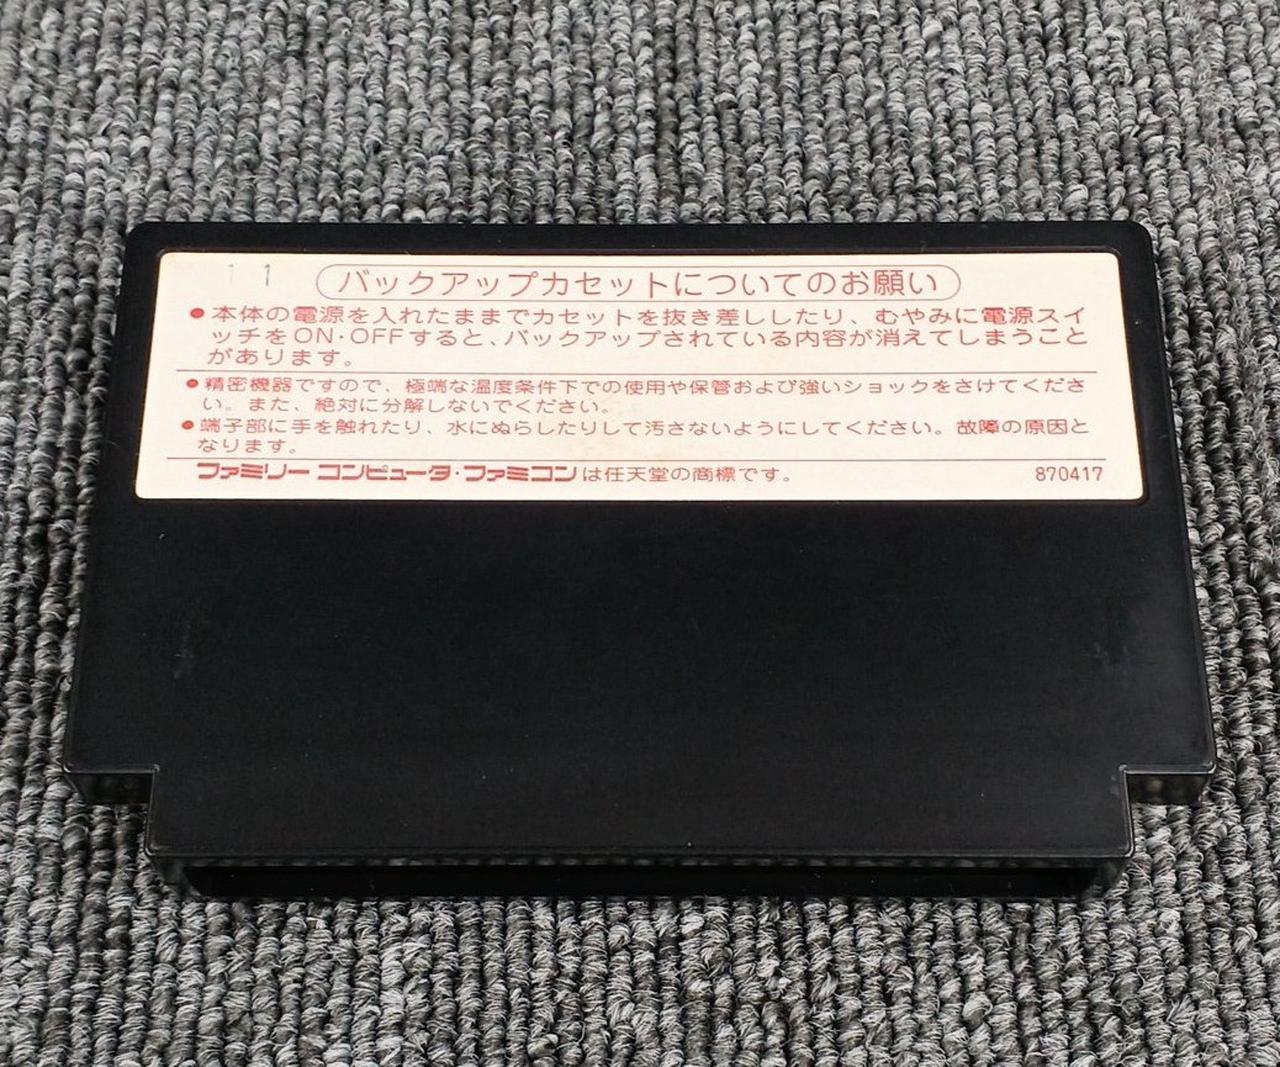 11
バックアップカセットについてのお願い
●本体の電源を入れたままでカセットを抜き差ししたり、むやみに電源スイ
ッチをON・OFFすると、バックアップされている内容が消えてしまうこと
があります。
●精密機器ですので、極端な温度条件下での使用や保管および強いショックをさけてくださ
い。また、絶対に分解しないでください。
●端子部に手を触れたり、水にぬらしたりして汚さないようにしてください。故障の原因と
なります。
ファミリーコンピュータ・ファミコンは任天堂の商標です。 870417